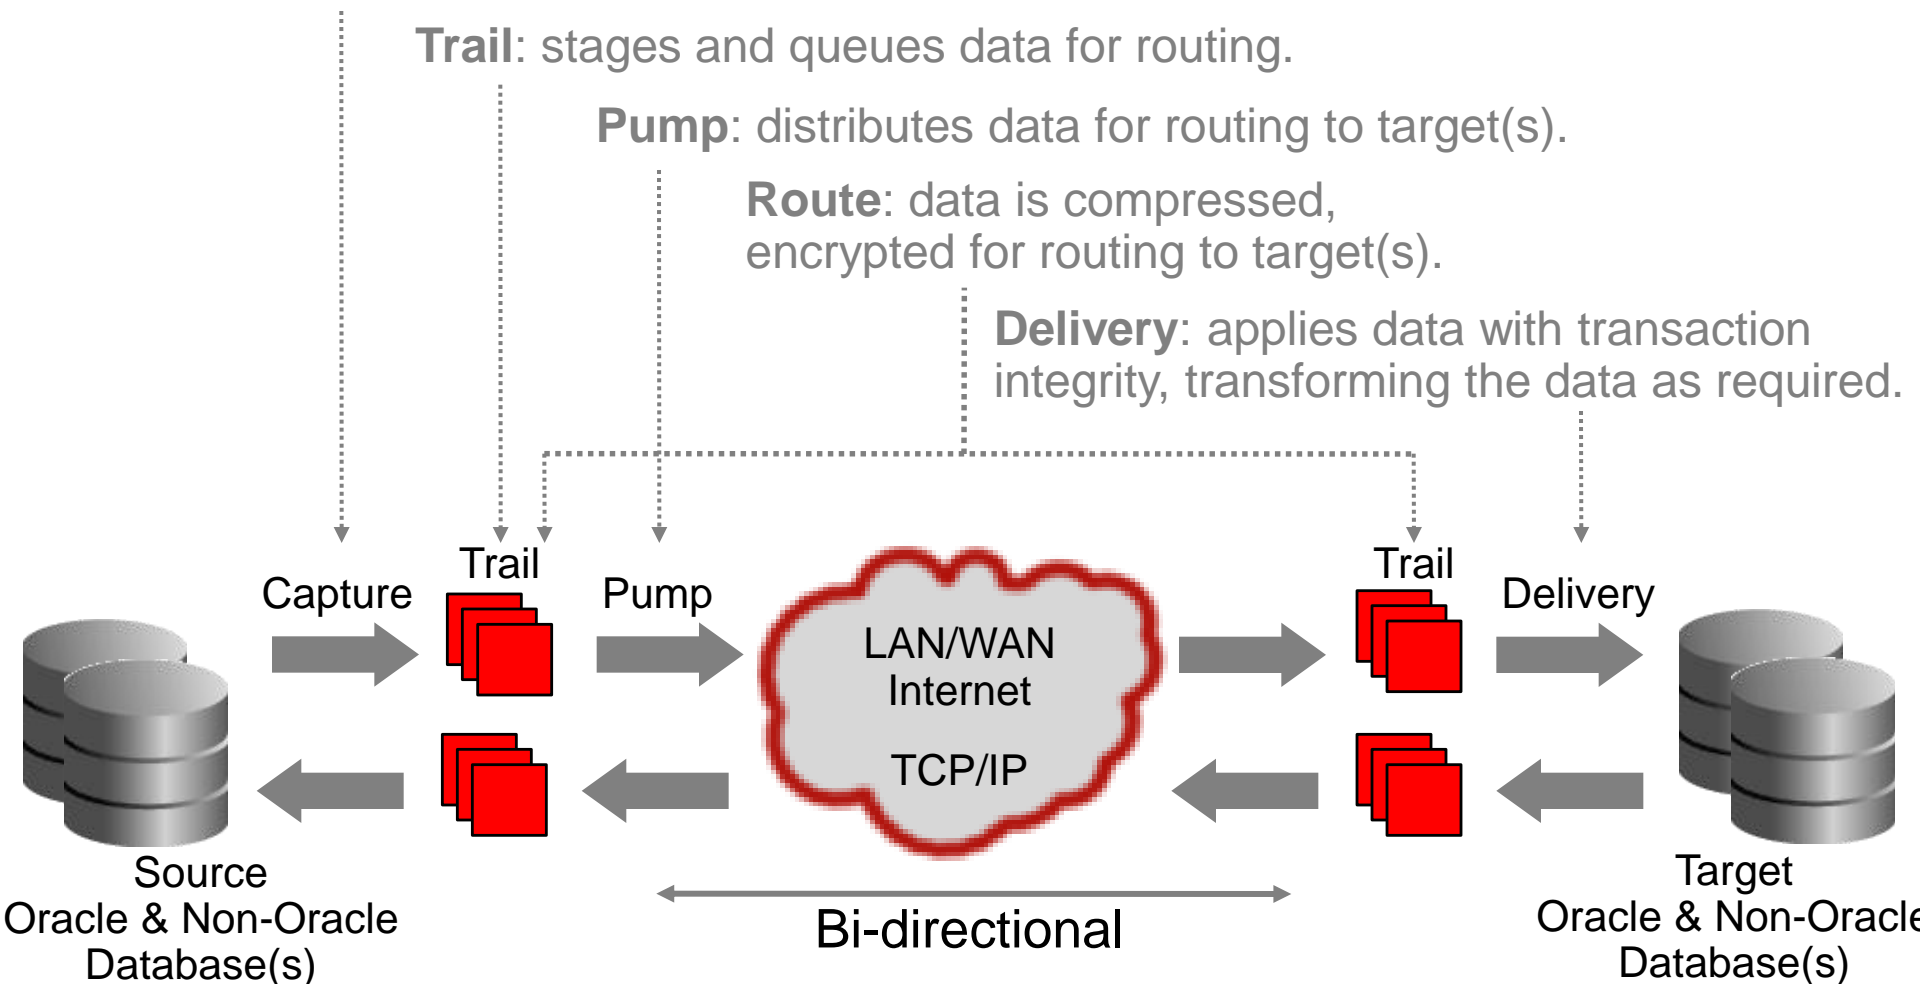 Trail: stages and queues data for routing.
Pump: distributes data for routing to target(s).
Route: data is compressed,
encrypted for routing to target(s).
Delivery: applies data with transaction
integrity, transforming the data as required.
Capture
Trail
Pump
Trail
Delivery
LAN/WAN
Internet
TCP/IP
Source
Oracle & Non-Oracle
Database(s)
Bi-directional
Target
Oracle & Non-Oracle
Database(s)